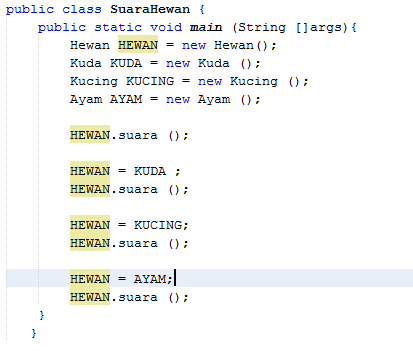 public class SuaraHewan {
    public static void main (String []args){
        Hewan HEWAN = new Hewan();
        Kuda KUDA = new Kuda ();
        Kucing KUCING = new Kucing ();
        Ayam AYAM = new Ayam ();

        HEWAN.suara ();

        HEWAN = KUDA ;
        HEWAN.suara ();

        HEWAN = KUCING;
        HEWAN.suara ();

        HEWAN = AYAM;
        HEWAN.suara ();
    }
   }